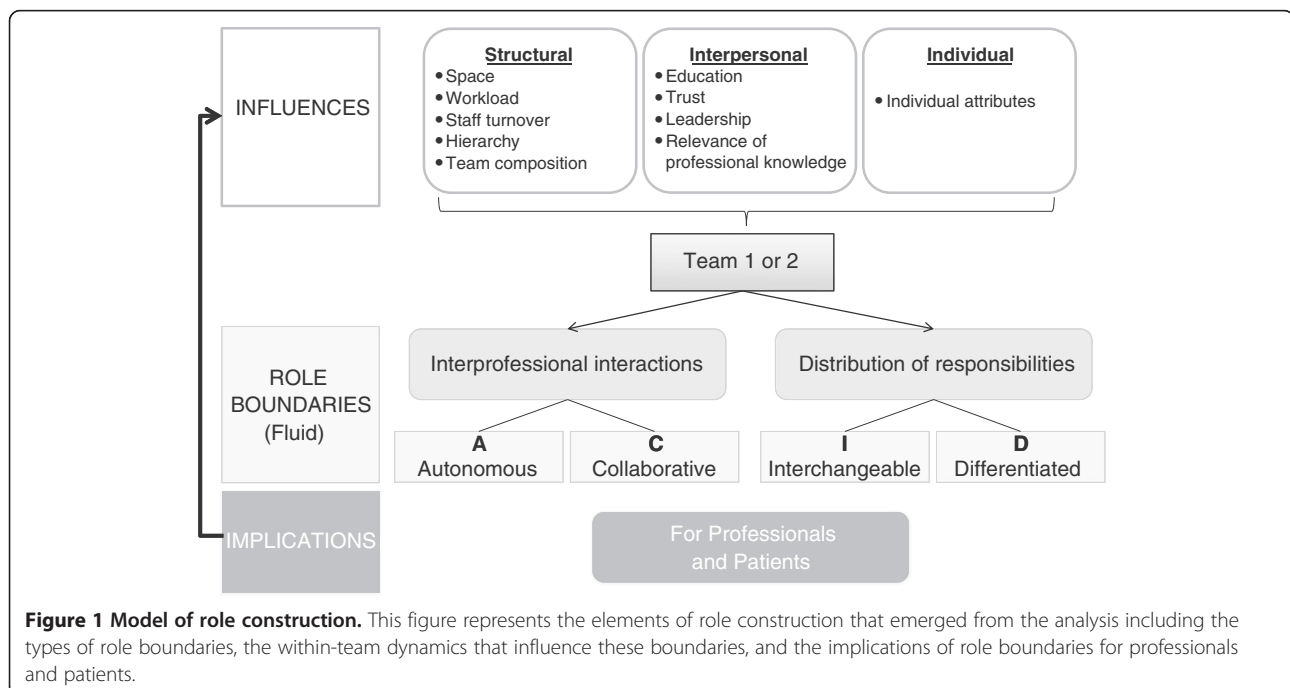 INFLUENCES
Structural
• Space
• Workload
• Staff turnover
• Hierarchy
• Team composition
Interpersonal
• Education
• Trust
• Leadership
• Relevance of
professional knowledge
Individual
• Individual attributes
Team 1 or 2
ROLE
BOUNDARIES
(Fluid)
Interprofessional interactions
Distribution of responsibilities
A
Autonomous
C
Collaborative
I
Interchangeable
D
Differentiated
IMPLICATIONS
For Professionals
and Patients
Figure 1 Model of role construction. This figure represents the elements of role construction that emerged from the analysis including the
types of role boundaries, the within-team dynamics that influence these boundaries, and the implications of role boundaries for professionals
and patients.